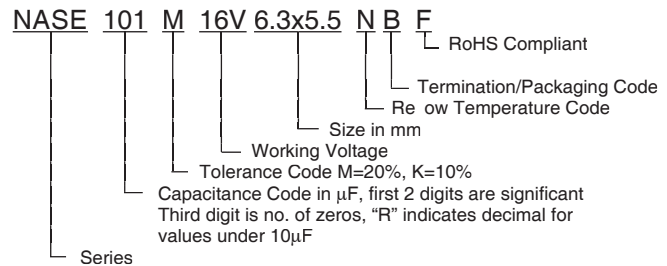 NASE 101 M 16V 6.3x5.5 N B F
RoHS Compliant
Termination/Packaging Code
Re ow Temperature Code
Size in mm
Working Voltage
Tolerance Code M=20%, K=10%
Capacitance Code in μF, first 2 digits are significant
Third digit is no. of zeros, “R” indicates decimal for
values under 10μF
Series